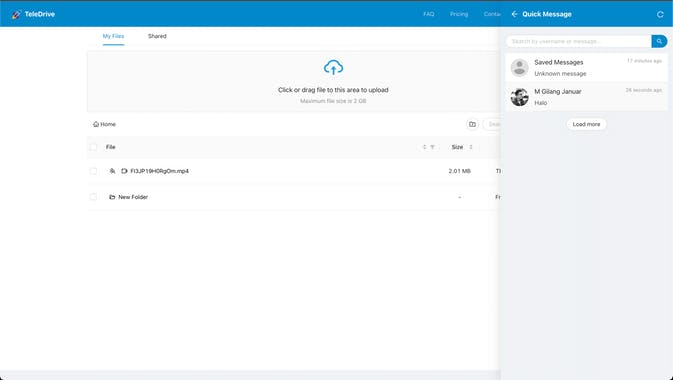 TeleDrive
FAQ
Pricing
Contac
My Files
Shared
Click or drag file to this area to upload
Maximum file size is 2 GB
Home
Sear
File
Size
FI3JP19H0RgOm.mp4
2.01 MB
Th
New Folder
-
Fr
Quick Message
Search by username or message...
Saved Messages
17 minutes ago
Unknown message
M Gilang Januar
26 seconds ago
Halo
Load more